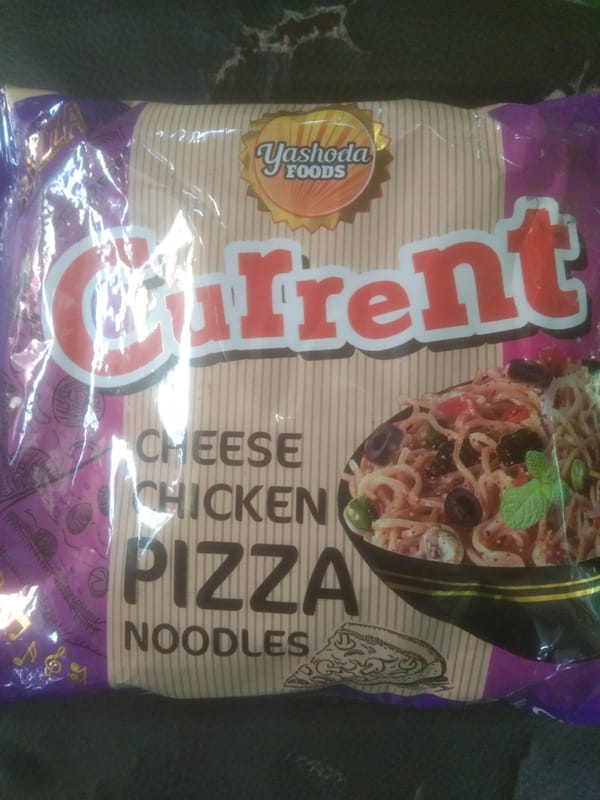 Yashoda
FOODS
Current
CHEESE
CHICKEN
PIZZA
NOODLES